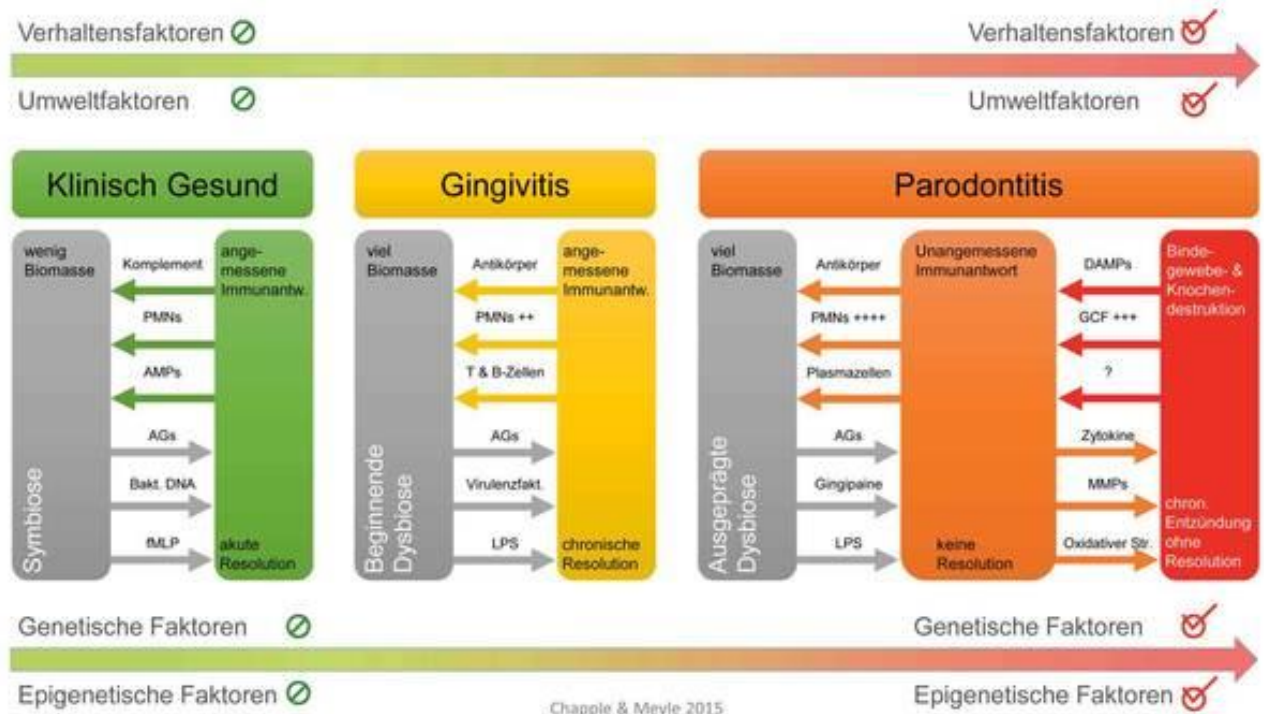 Verhaltensfaktoren
Verhaltensfaktoren
Umweltfaktoren
Umweltfaktoren
Klinisch Gesund
wenig
Biomasse
Symbiose
Komplement
PMNs
AMPs
AGs
Bakt. DNA
fMLP
ange-
messene
Immunantw.
akute
Resolution
Gingivitis
viel
Biomasse
Beginnende
Dysbiose
Antikörper
PMNs ++
T & B-Zellen
AGs
Virulenzfakt.
LPS
ange-
messene
Immunantw.
chronische
Resolution
Parodontitis
viel
Biomasse
Ausgeprägte
Dysbiose
Antikörper
PMNs ++++
Plasmazellen
AGs
Gingipaine
LPS
Unangemessene
Immunantwort
keine
Resolution
DAMPs
GCF +++
?
Zytokine
MMPs
Oxidativer Str.
Binde-
gewebe- &
Knochen-
destruktion
chron.
Entzündung
ohne
Resolution
Genetische Faktoren
Genetische Faktoren
Epigenetische Faktoren
Epigenetische Faktoren
Chapple & Meyle 2015